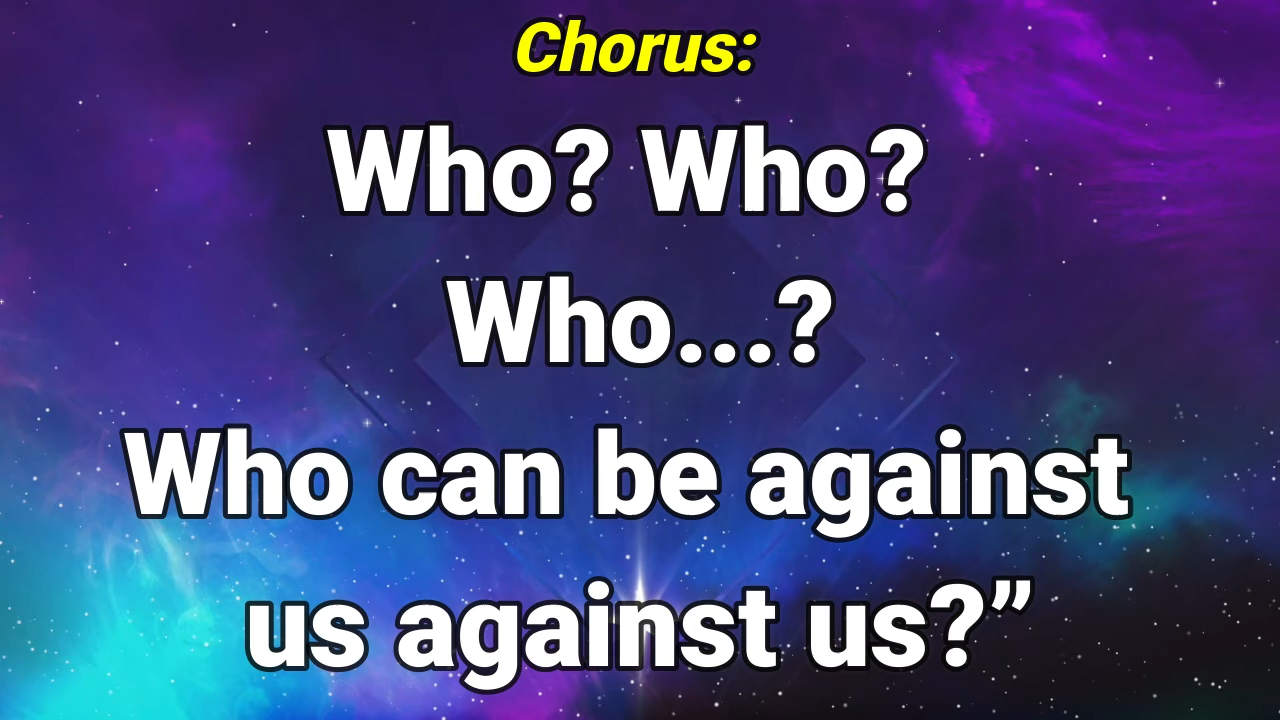 Chorus:
Who? Who?
Who...?
Who can be against
us against us?”